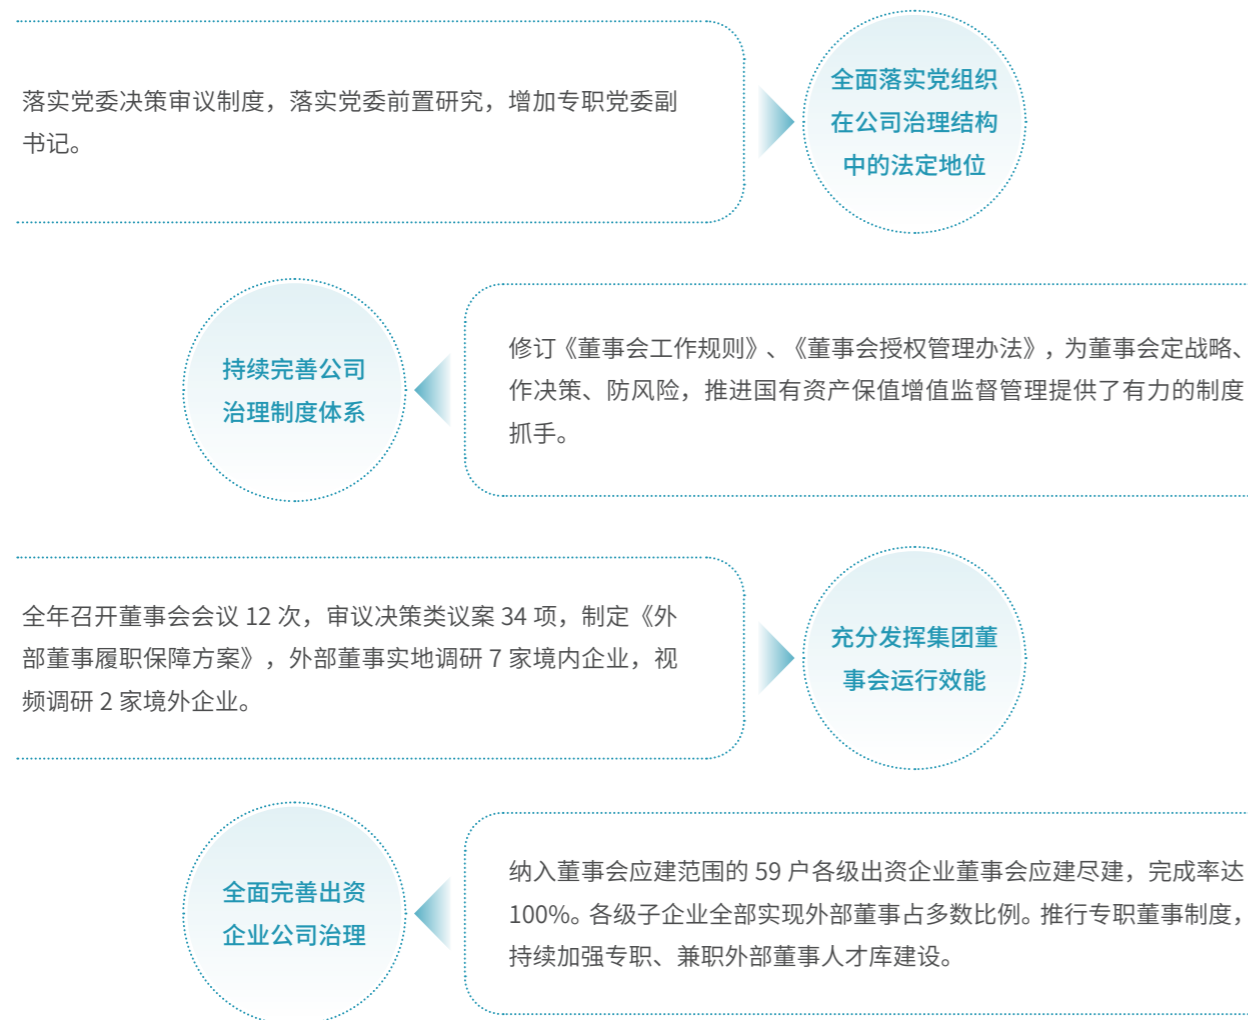 落实党委决策审议制度，落实党委前置研究，增加专职党委副
书记。
全面落实党组织
在公司治理结构
中的法定地位
持续完善公司
治理制度体系
修订《董事会工作规则》、《董事会授权管理办法》，为董事会定战略、
作决策、防风险，推进国有资产保值增值监督管理提供了有力的制度
抓手。
全年召开董事会会议 12 次，审议决策类议案 34 项，制定《外
部董事履职保障方案》，外部董事实地调研 7 家境内企业，视
频调研 2 家境外企业。
充分发挥集团董
事会运行效能
全面完善出资
企业公司治理
纳入董事会应建范围的 59 户各级出资企业董事会应建尽建，完成率达
100%。各级子企业全部实现外部董事占多数比例。推行专职董事制度，
持续加强专职、兼职外部董事人才库建设。